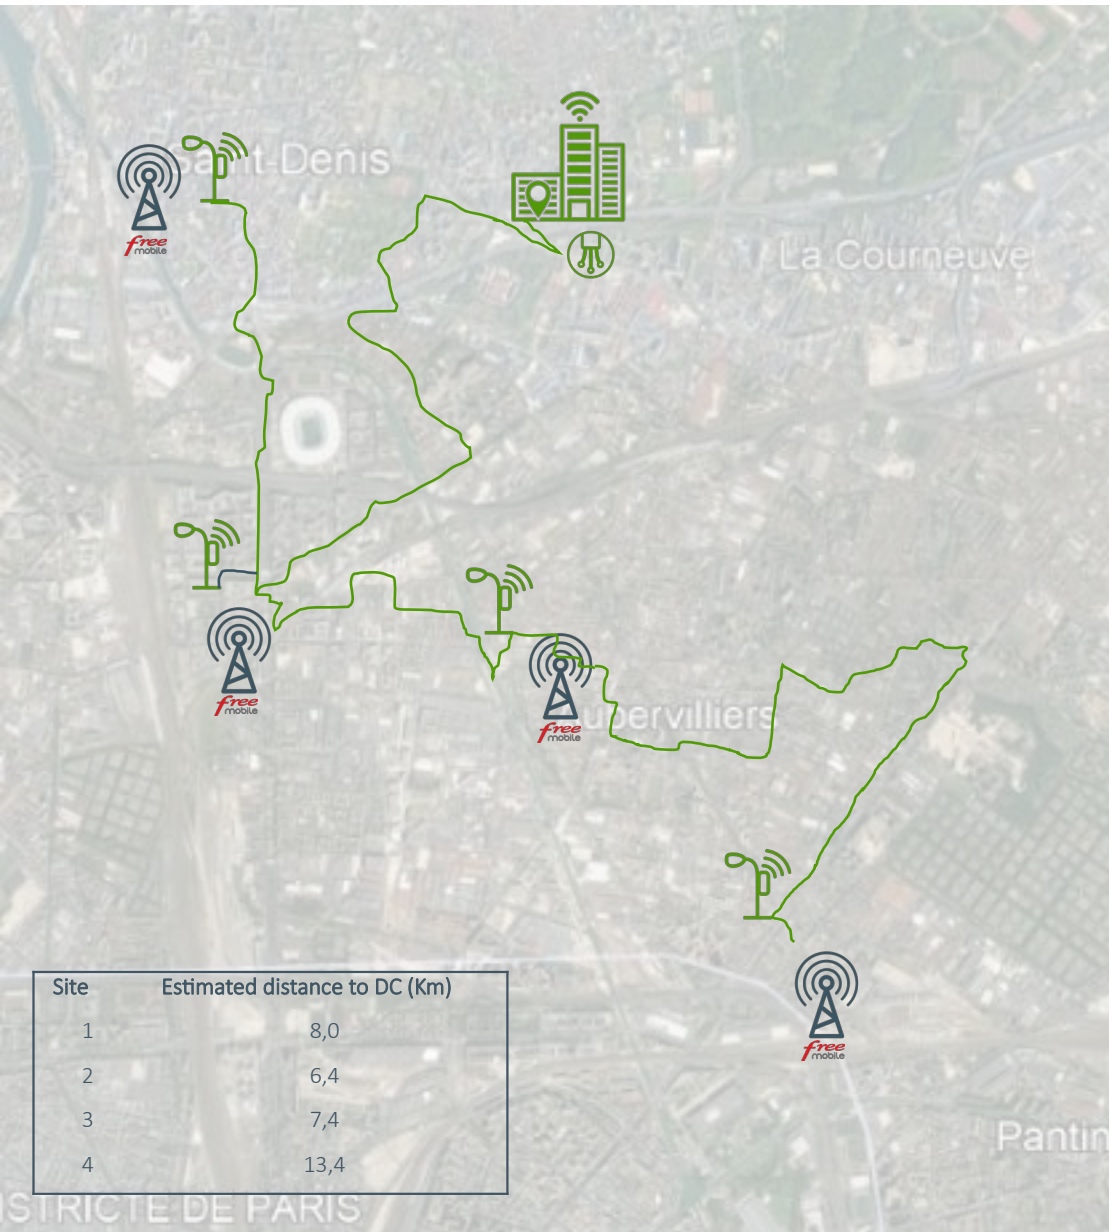 Saint-Denis
free
mobile
La Courneuve
free
mobile
Aubervilliers
free
mobile
free
mobile
Site Estimated distance to DC (Km)
1 8,0
2 6,4
3 7,4
4 13,4
Pantin
STRICTE DE PARIS